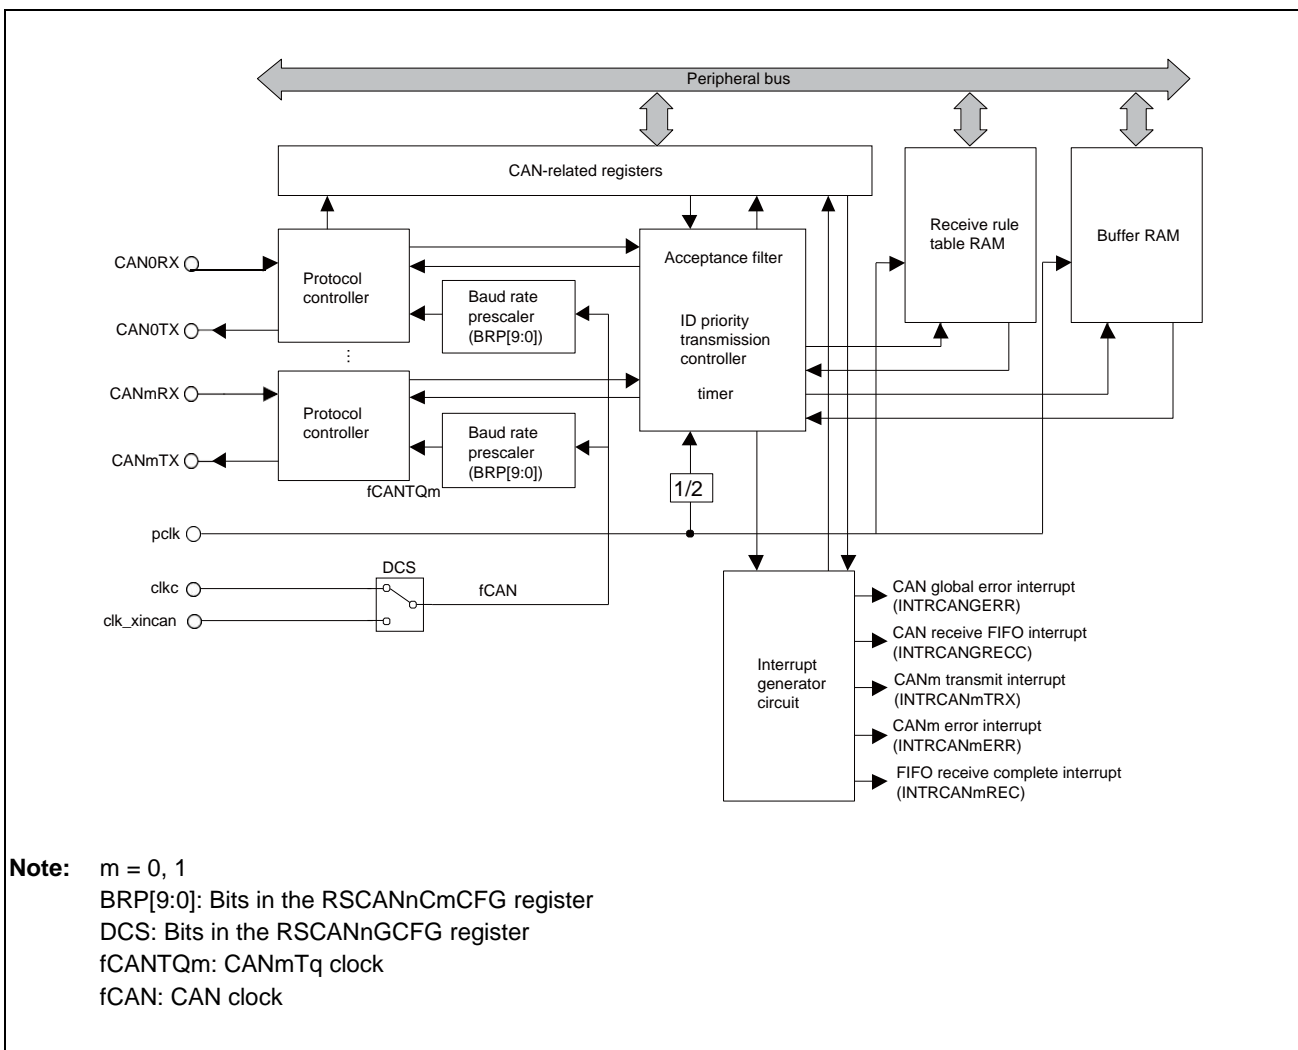 Peripheral bus
CAN-related registers
Receive rule
table RAM
Buffer RAM
CAN0RX
CAN0TX
CANmRX
CANmTX
Protocol
controller
Baud rate
prescaler
(BRP[9:0])
Protocol
controller
Baud rate
prescaler
(BRP[9:0])
fCANTQm
Acceptance filter
ID priority
transmission
controller
timer
1/2
pclk
clkc
clk_xincan
DCS
fCAN
Interrupt
generator
circuit
CAN global error interrupt
(INTRCANGERR)
CAN receive FIFO interrupt
(INTRCANGRECC)
CANm transmit interrupt
(INTRCANmTRX)
CANm error interrupt
(INTRCANmERR)
FIFO receive complete interrupt
(INTRCANmREC)
Note: m = 0, 1
BRP[9:0]: Bits in the RSCANnCmCFG register
DCS: Bits in the RSCANnGCFG register
fCANTQm: CANmTq clock
fCAN: CAN clock